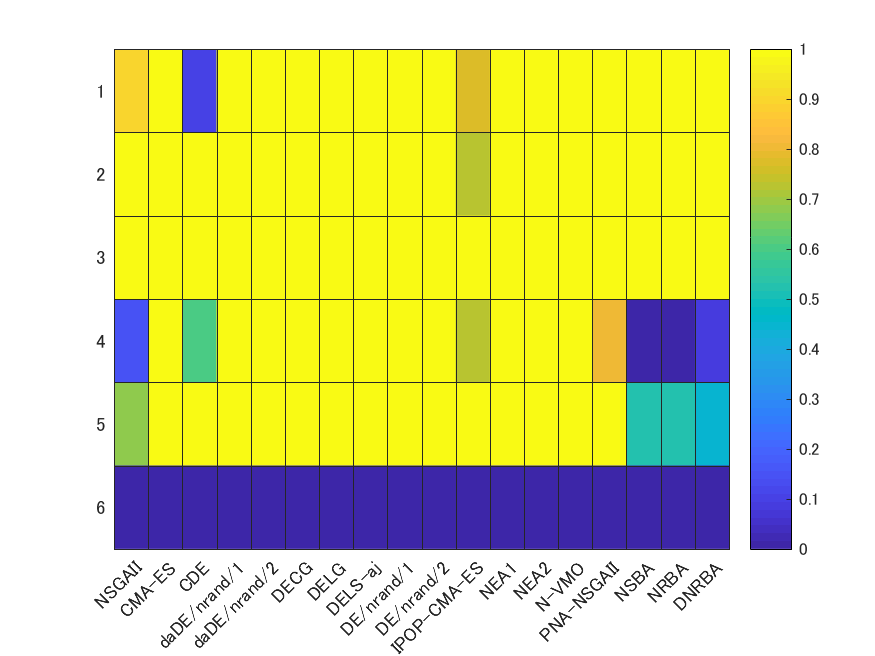 1
2
3
4
5
6
NSGAII
CMA-ES
CDE
daDE/nrand/1
daDE/nrand/2
DECG
DELG
DELS-aj
DE/nrand/1
DE/nrand/2
IPOP-CMA-ES
NEA1
NEA2
N-VMO
PNA-NSGAII
NSBA
NRBA
DNRBA
1
0.9
0.8
0.7
0.6
0.5
0.4
0.3
0.2
0.1
0